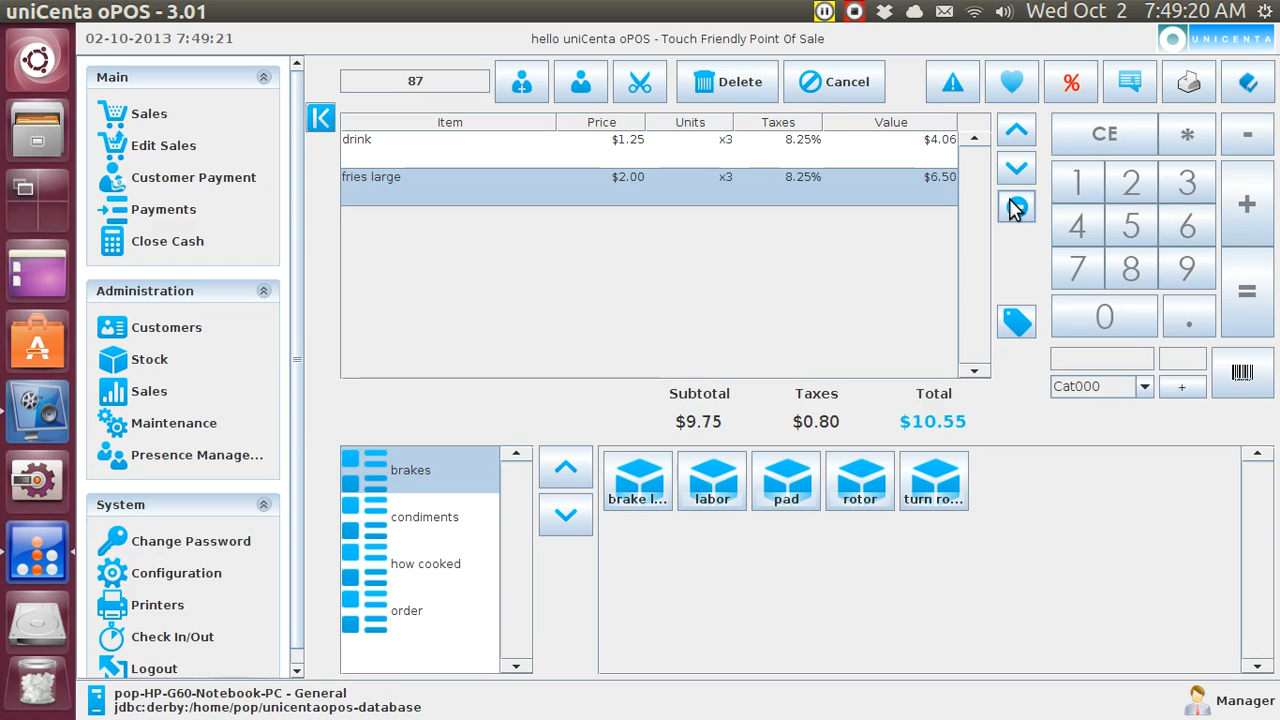 uniCenta oPOS - 3.01
Wed Oct 2 7:49:20 AM
02-10-2013 7:49:21
hello uniCenta oPOS - Touch Friendly Point Of Sale
UNICENTA
Main
Sales
Edit Sales
Customer Payment
Payments
Close Cash
Administration
Customers
Stock
Sales
Maintenance
Presence Manage...
System
Change Password
Configuration
Printers
Check In/Out
Logout
87
Delete
Cancel
%
Item Price Units Taxes Value
drink $1.25 x3 8.25% $4.06
fries large $2.00 x3 8.25% $6.50
CE * -
1 2 3 +
4 5 6
7 8 9 =
0 .
Cat000 +
Subtotal Taxes Total
$9.75 $0.80 $10.55
brakes
condiments
how cooked
order
brake l... labor pad rotor turn ro...
pop-HP-G60-Notebook-PC - General
jdbc:derby:/home/pop/unicentaopos-database
Manager